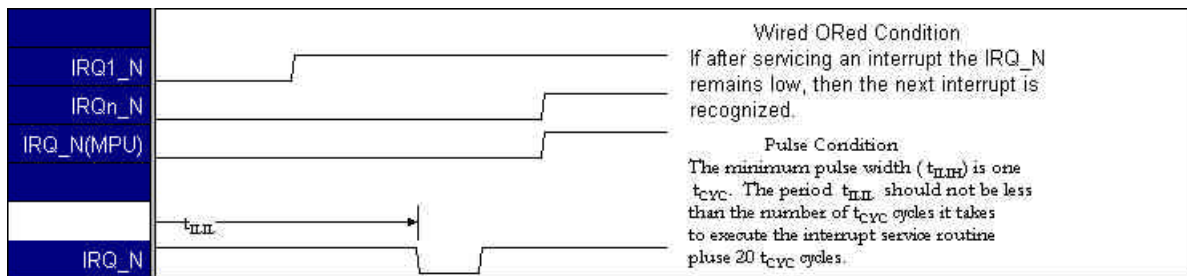 IRQ1_N
IRQn_N
IRQ_N(MPU)
tILIL
IRQ_N
Wired ORed Condition
If after servicing an interrupt the IRQ_N
remains low, then the next interrupt is
recognized.
Pulse Condition
The minimum pulse width ( tILIH) is one
tCYC. The period tILIL should not be less
than the number of tCYC cycles it takes
to execute the interrupt service routine
pluse 20 tCYC cycles.